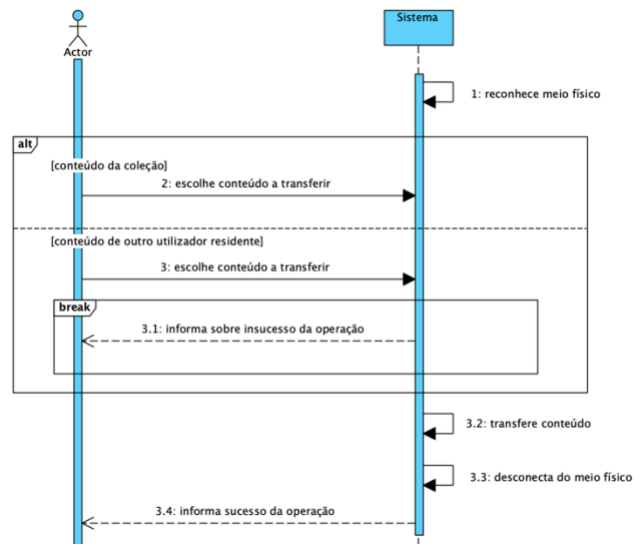 Sistema
Actor
1: reconhece meio físico
alt
[conteúdo da coleção]
2: escolhe conteúdo a transferir
[conteúdo de outro utilizador residente]
3: escolhe conteúdo a transferir
break
3.1: informa sobre insucesso da operação
3.2: transfere conteúdo
3.3: desconecta do meio físico
3.4: informa sucesso da operação